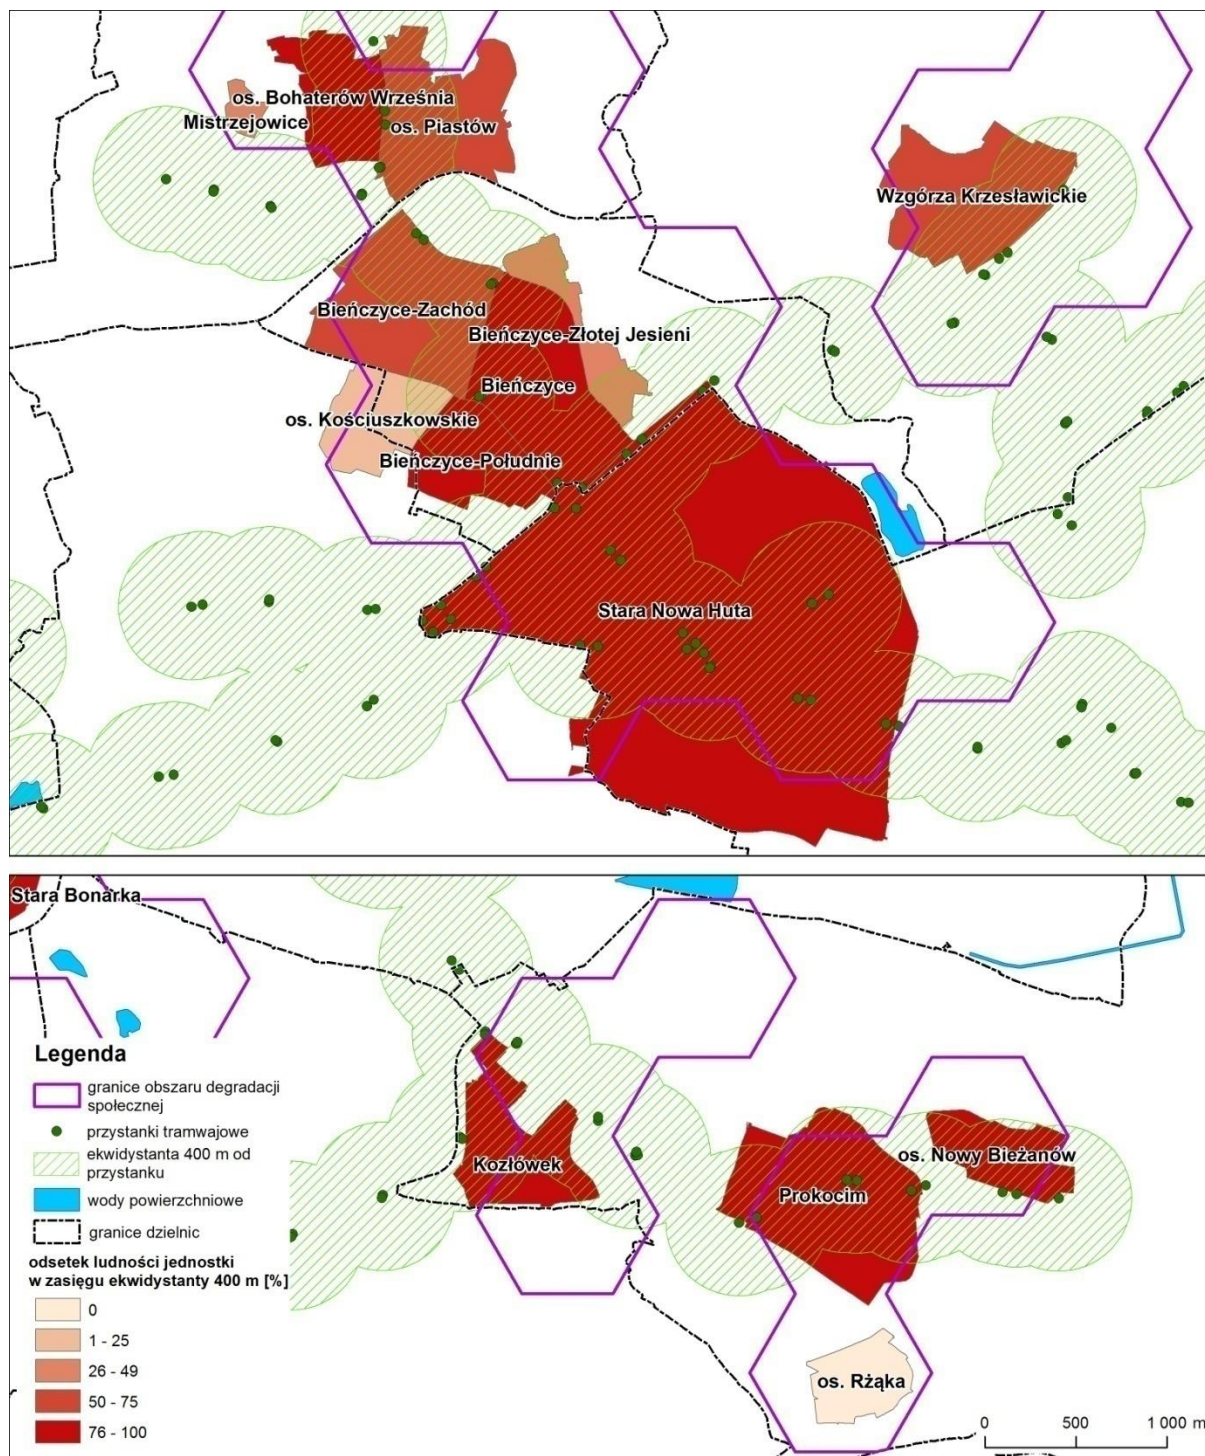 os. Bohaterów Września
Mistrzejowice
os. Piastów
Wzgórza Krzesławickie
Bieńczyce-Zachód
Bieńczyce-Złotej Jesieni
Bieńczyce
os. Kościuszkowskie
Bieńczyce-Południe
Stara Nowa Huta
Stara Bonarka
Legenda
granice obszaru degradacji
społecznej
przystanki tramwajowe
ekwidystanta 400 m od
przystanku
wody powierzchniowe
granice dzielnic
odsetek ludności jednostki
w zasięgu ekwidystanty 400 m [%]
0
1 - 25
26 - 49
50 - 75
76 - 100
Kozłówek
os. Nowy Bieżanów
Prokocim
os. Rżąka
0 500 1 000 m